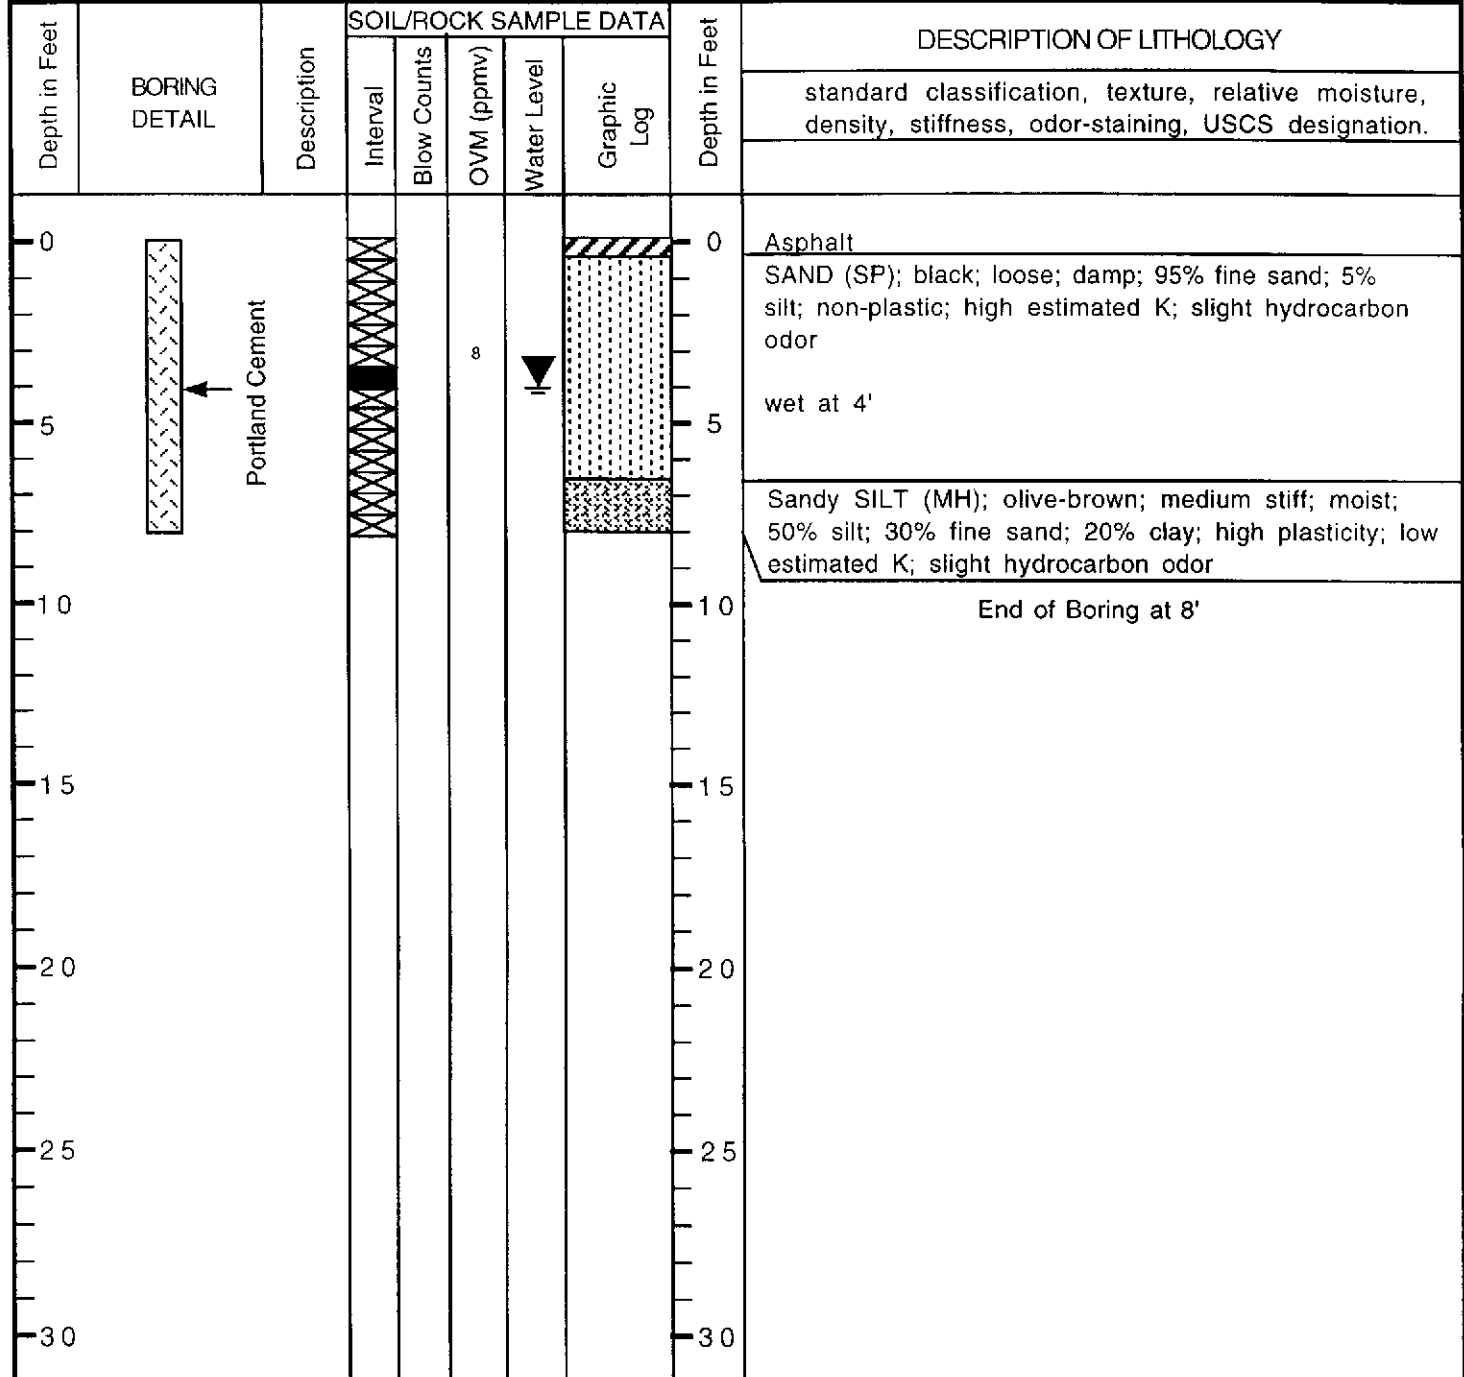 SOIL/ROCK SAMPLE DATA
Depth in Feet
BORING
DETAIL
Description
Interval
Blow Counts
OVM (ppmv)
Water Level
Graphic
Log
Depth in Feet
DESCRIPTION OF LITHOLOGY
standard classification, texture, relative moisture,
density, stiffness, odor-staining, USCS designation.
0
5
10
15
20
25
30
Portland Cement
8
0
5
10
15
20
25
30
Asphalt
SAND (SP); black; loose; damp; 95% fine sand; 5%
silt; non-plastic; high estimated K; slight hydrocarbon
odor
wet at 4'
Sandy SILT (MH); olive-brown; medium stiff; moist;
50% silt; 30% fine sand; 20% clay; high plasticity; low
estimated K; slight hydrocarbon odor
End of Boring at 8'